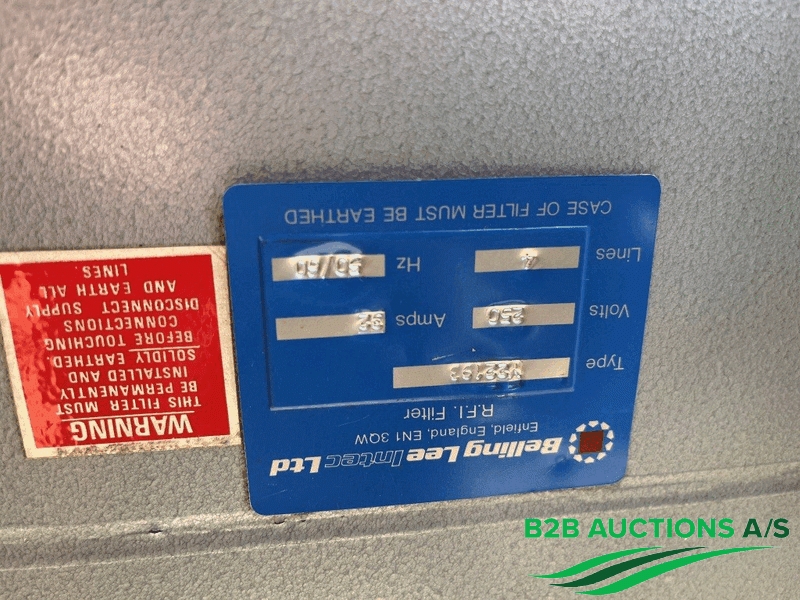 Belling Lee Intec Ltd
Enfield, England, EN1 3QW
R.F.I. Filter
Type
Volts 250 Amps 32
Lines 4 Hz 50/60
CASE OF FILTER MUST BE EARTHED
WARNING
THIS FILTER MUST
BE PERMANENTLY
INSTALLED AND
SOLIDLY EARTHED.
BEFORE TOUCHING
CONNECTIONS
DISCONNECT SUPPLY
AND EARTH ALL
LINES.
B2B AUCTIONS A/S